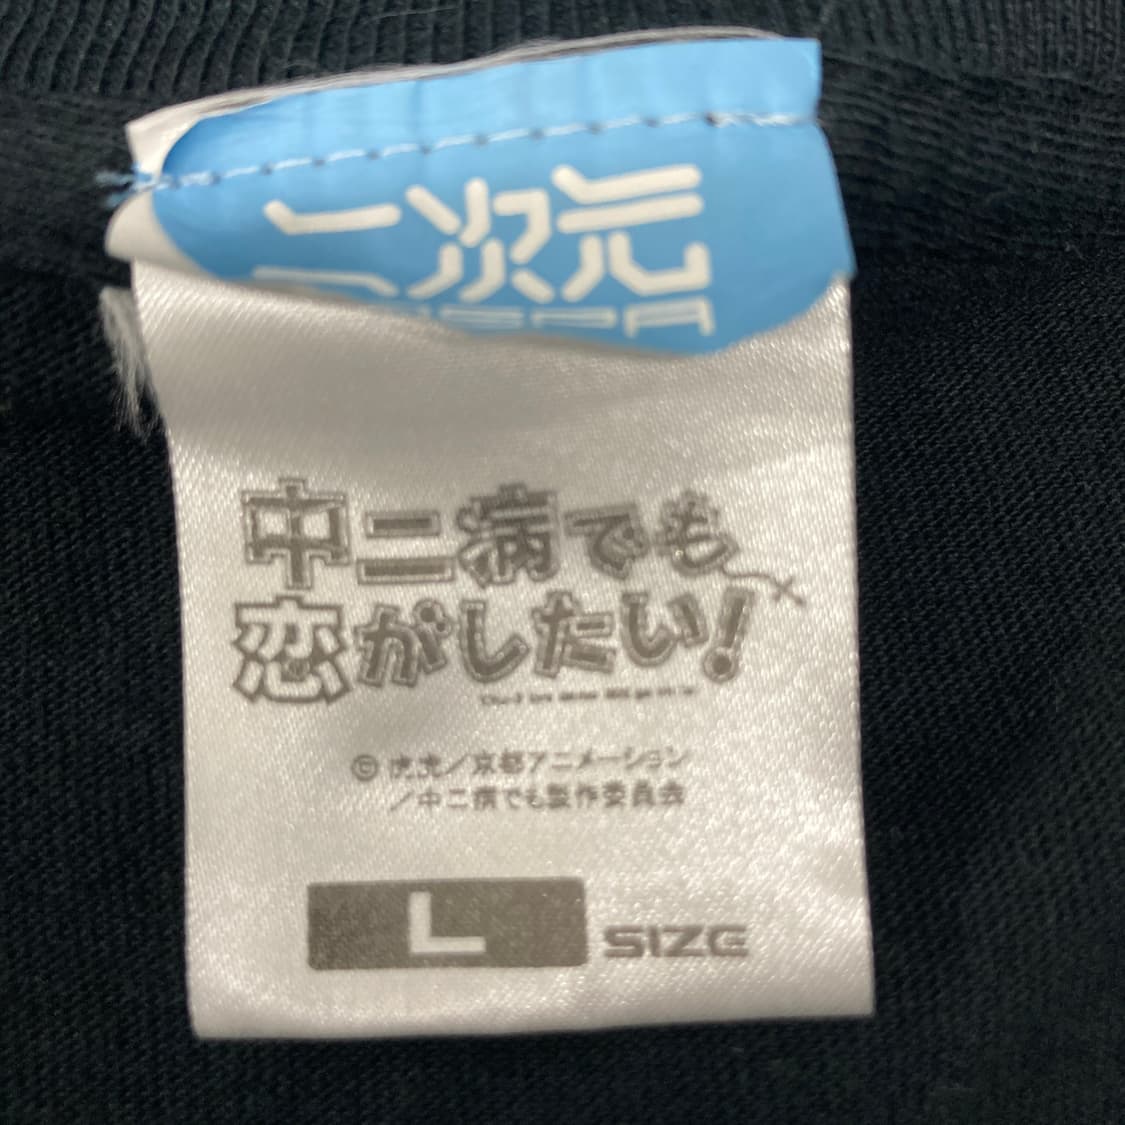 二次元
中二病でも
恋がしたい!
© 虎虎/京都アニメーション
/中二病でも製作委員会
L SIZE